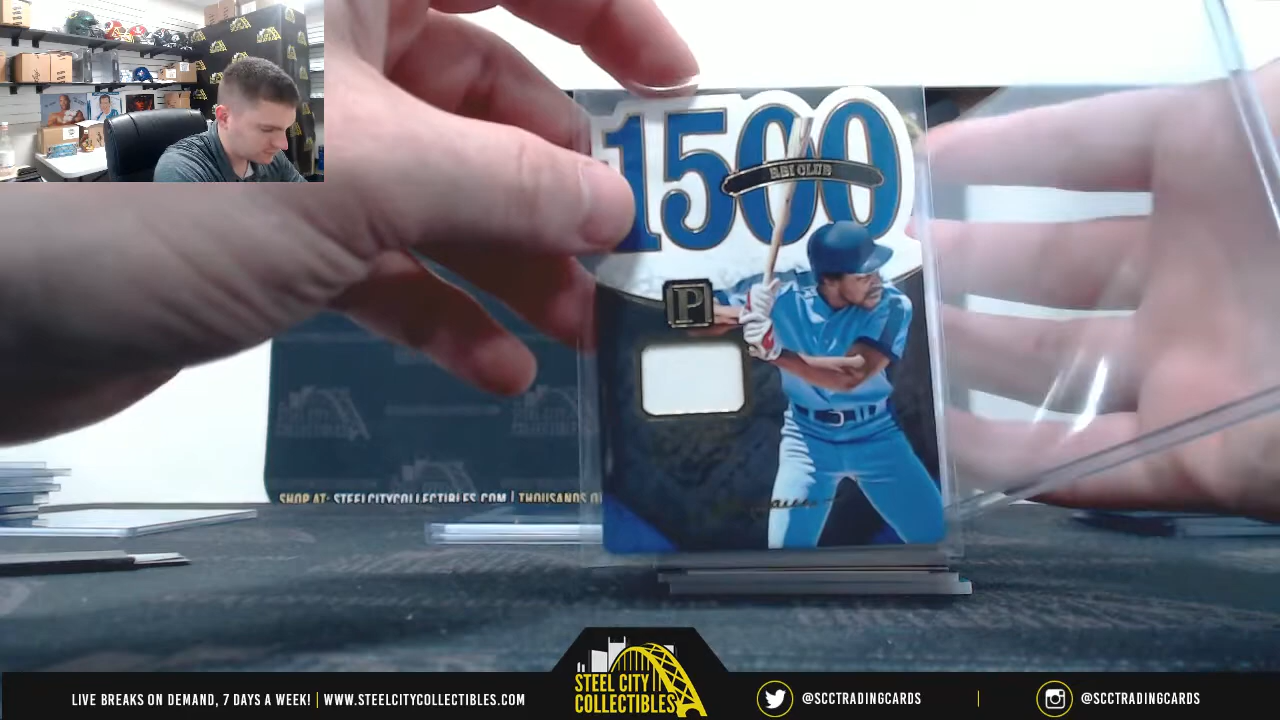 1500
RBI CLUB
P
SHOP AT: STEELCITYCOLLECTIBLES.COM | THOUSANDS O
LIVE BREAKS ON DEMAND, 7 DAYS A WEEK! | WWW.STEELCITYCOLLECTIBLES.COM
STEEL CITY
COLLECTIBLES
@SCCTRADINGCARDS
@SCCTRADINGCARDS